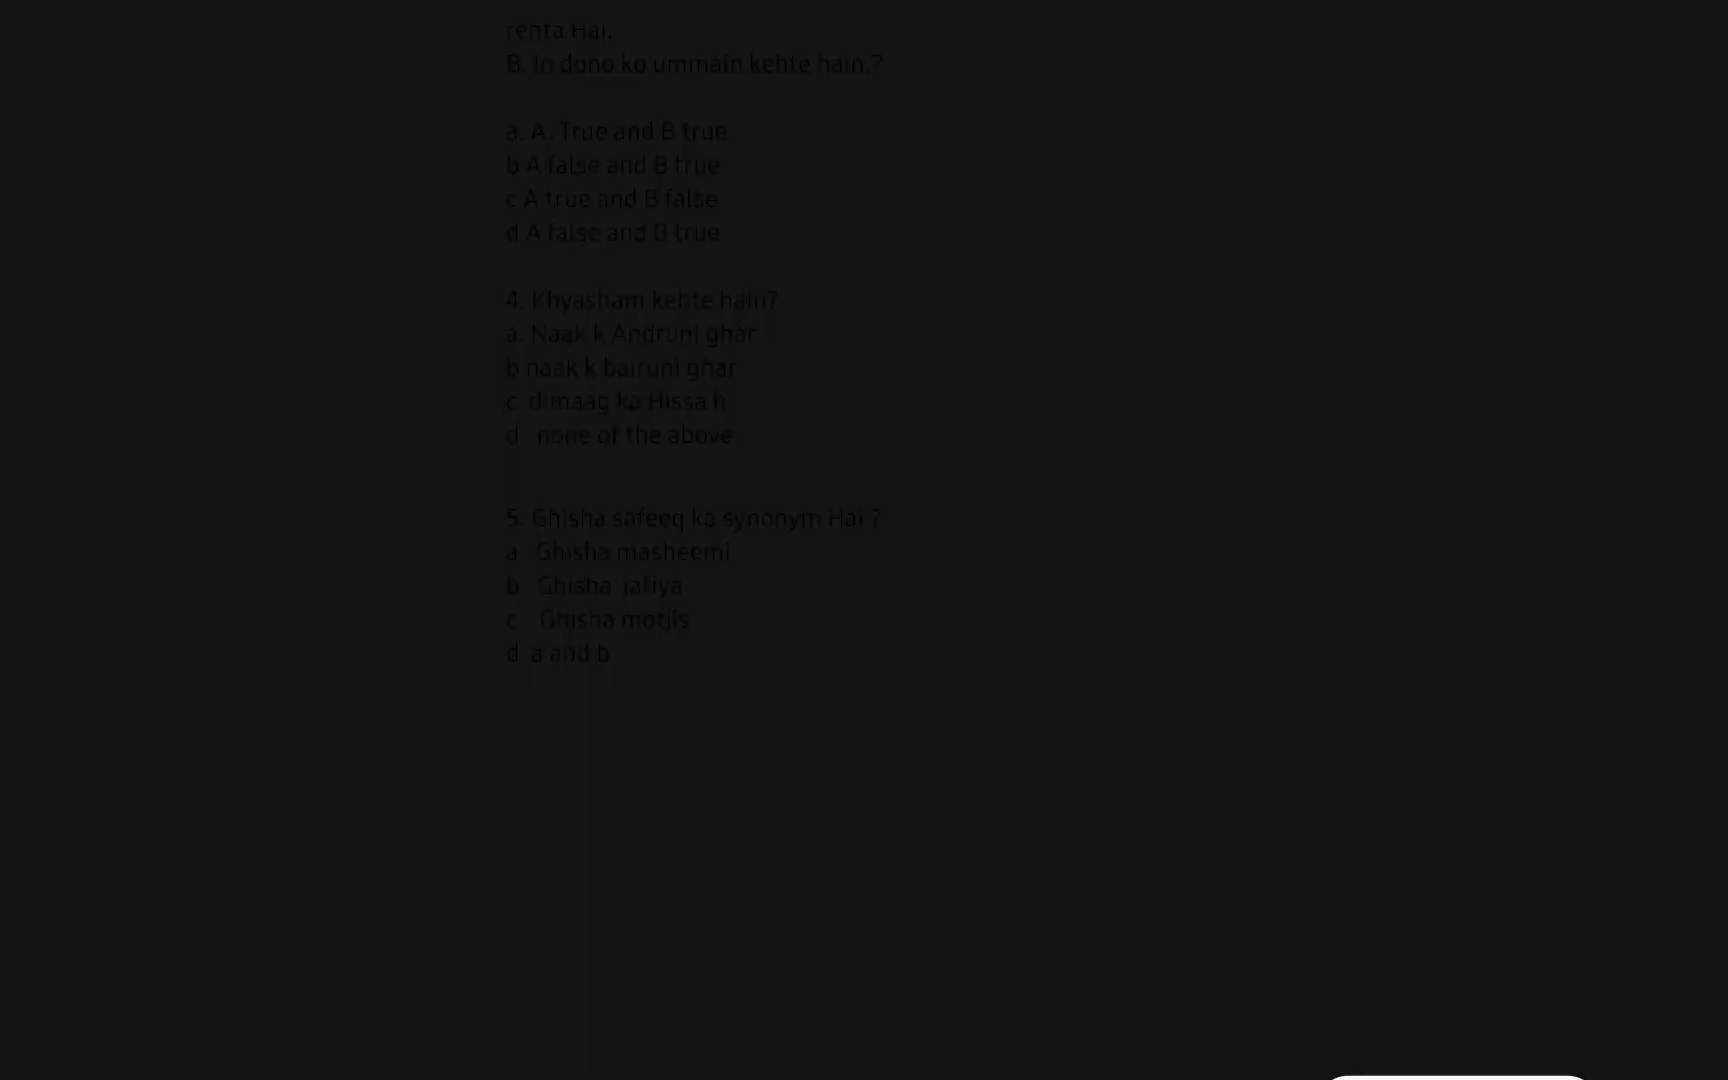 renta Hai.
B. In dono ko ummain kehte hain.?
a. A. True and B true
b A false and B true
c A true and B false
d A false and B true
4. Khyasham kehte hain?
a. Naak k Andruni ghar
b naak k bairuni ghar
c dimaag ka Hissa h
d none of the above
5. Ghisha safeeq ka synonym Hai ?
a Ghisha masheemi
b Ghisha jafiya
c Ghisha motjis
d a and b